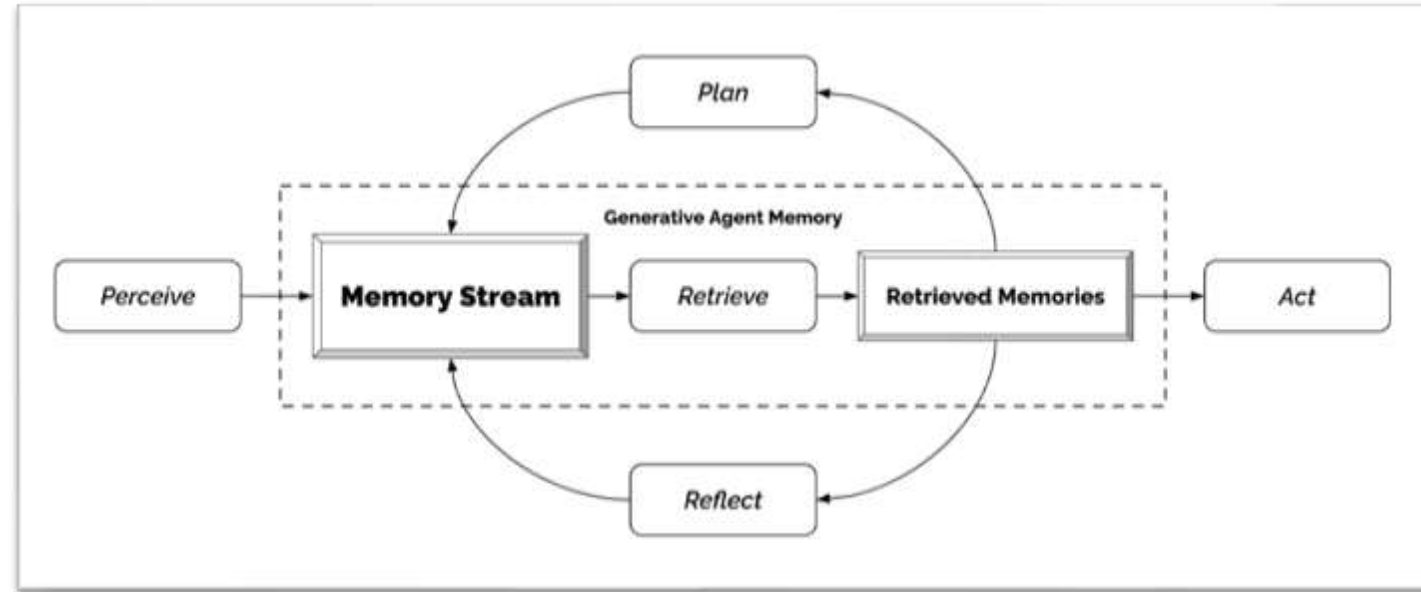 Plan
Generative Agent Memory
Perceive
Memory Stream
Retrieve
Retrieved Memories
Act
Reflect